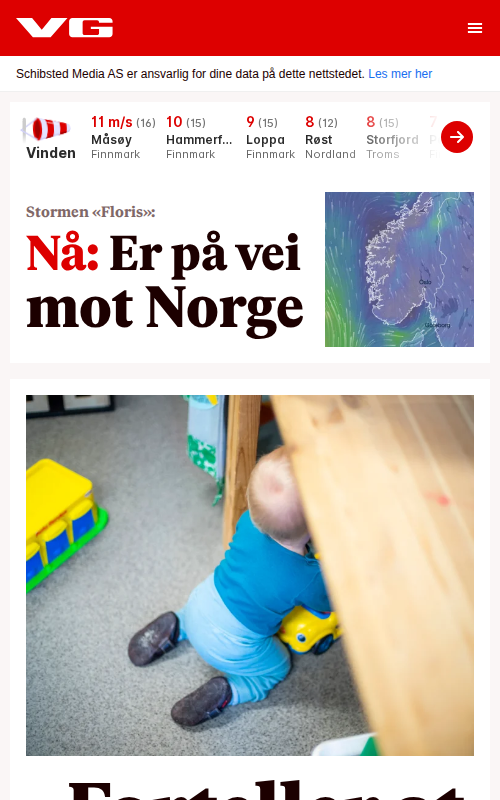 VG
Schibsted Media AS er ansvarlig for dine data på dette nettstedet. Les mer her
11 m/s (16) 10 (15) 9 (15) 8 (12) 8 (15) 7
Vinden Måsøy Hammerf... Loppa Røst Storfjord
Finnmark Finnmark Finnmark Nordland Troms
Stormen «Floris»:
Nå: Er på vei
mot Norge
Oslo
Göteborg